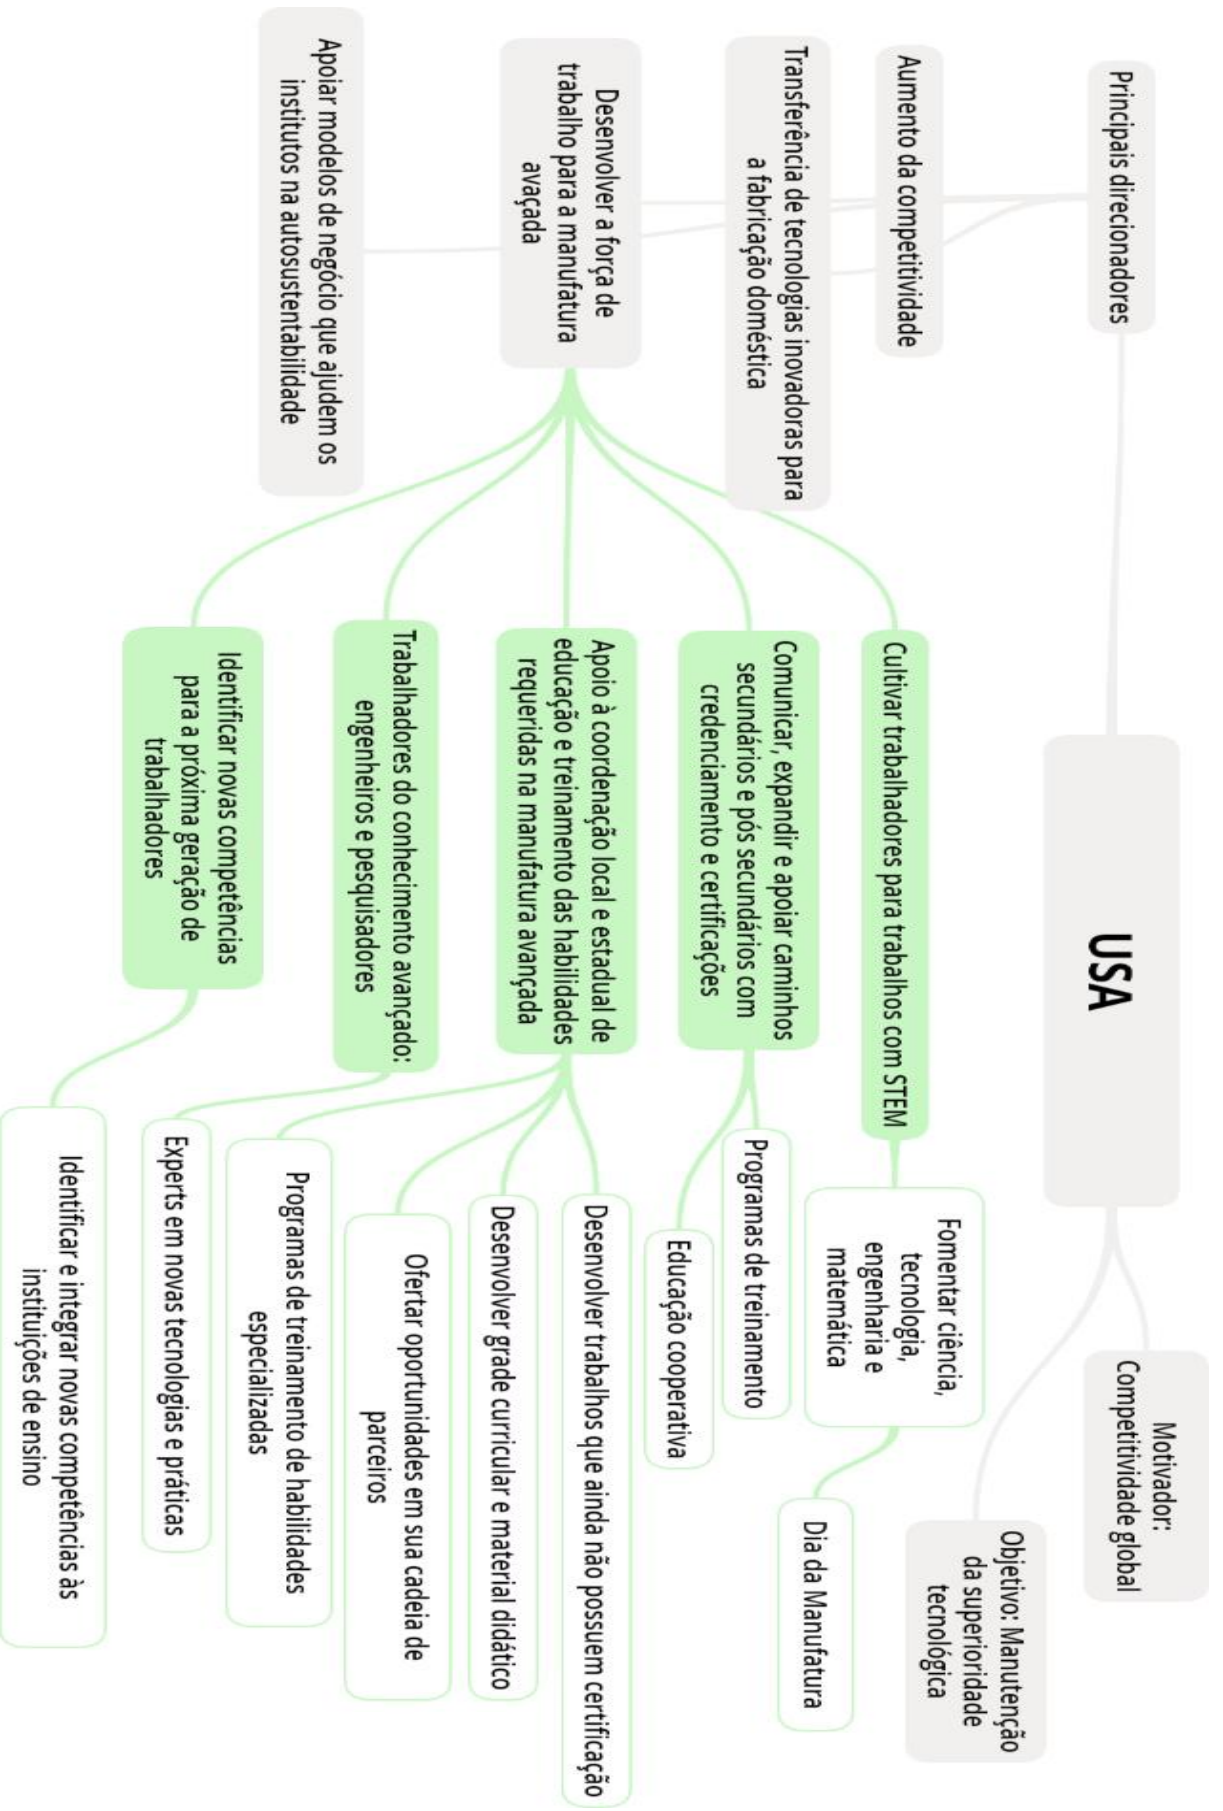 USA
Motivador:
Competitividade global
Objetivo: Manutenção
da superioridade
tecnológica
Principais direcionadores
Aumento da competitividade
Transferência de tecnologias inovadoras para
a fabricação doméstica
Desenvolver a força de
trabalho para a manufatura
avaçada
Apoiar modelos de negócio que ajudem os
institutos na autosustentabilidade
Cultivar trabalhadores para trabalhos com STEM
Fomentar ciência,
tecnologia,
engenharia e
matemática
Dia da Manufatura
Comunicar, expandir e apoiar caminhos
secundários e pós secundários com
credenciamento e certificações
Programas de treinamento
Educação cooperativa
Apoio à coordenação local e estadual de
educação e treinamento das habilidades
requeridas na manufatura avançada
Desenvolver trabalhos que ainda não possuem certificação
Desenvolver grade curricular e material didático
Ofertar oportunidades em sua cadeia de
parceiros
Programas de treinamento de habilidades
especializadas
Trabalhadores do conhecimento avançado:
engenheiros e pesquisadores
Experts em novas tecnologias e práticas
Identificar novas competências
para a próxima geração de
trabalhadores
Identificar e integrar novas competências às
instituições de ensino